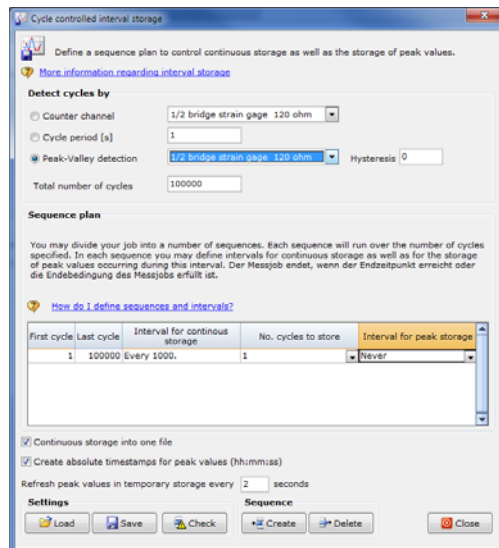 Cycle controlled interval storage
Define a sequence plan to control continuous storage as well as the storage of peak values.
More information regarding interval storage
Detect cycles by
Counter channel
1/2 bridge strain gage 120 ohm
Cycle period [s]
1
Peak-Valley detection
1/2 bridge strain gage 120 ohm
Hysteresis 0
Total number of cycles
100000
Sequence plan
You may divide your job into a number of sequences. Each sequence will run over the number of cycles
specified. In each sequence you may define intervals for continuous storage as well as for the storage
of peak values occurring during this interval. Der Messjob endet, wenn der Endzeitpunkt erreicht oder
die Endebedingung des Messjobs erfüllt ist.
How do I define sequences and intervals?
First cycle Last cycle Interval for continous storage No. cycles to store Interval for peak storage
1 100000 Every 1000. 1 Never
Continuous storage into one file
Create absolute timestamps for peak values (hh:mm:ss)
Refresh peak values in temporary storage every 2 seconds
Settings Sequence
Load Save Check Create Delete Close